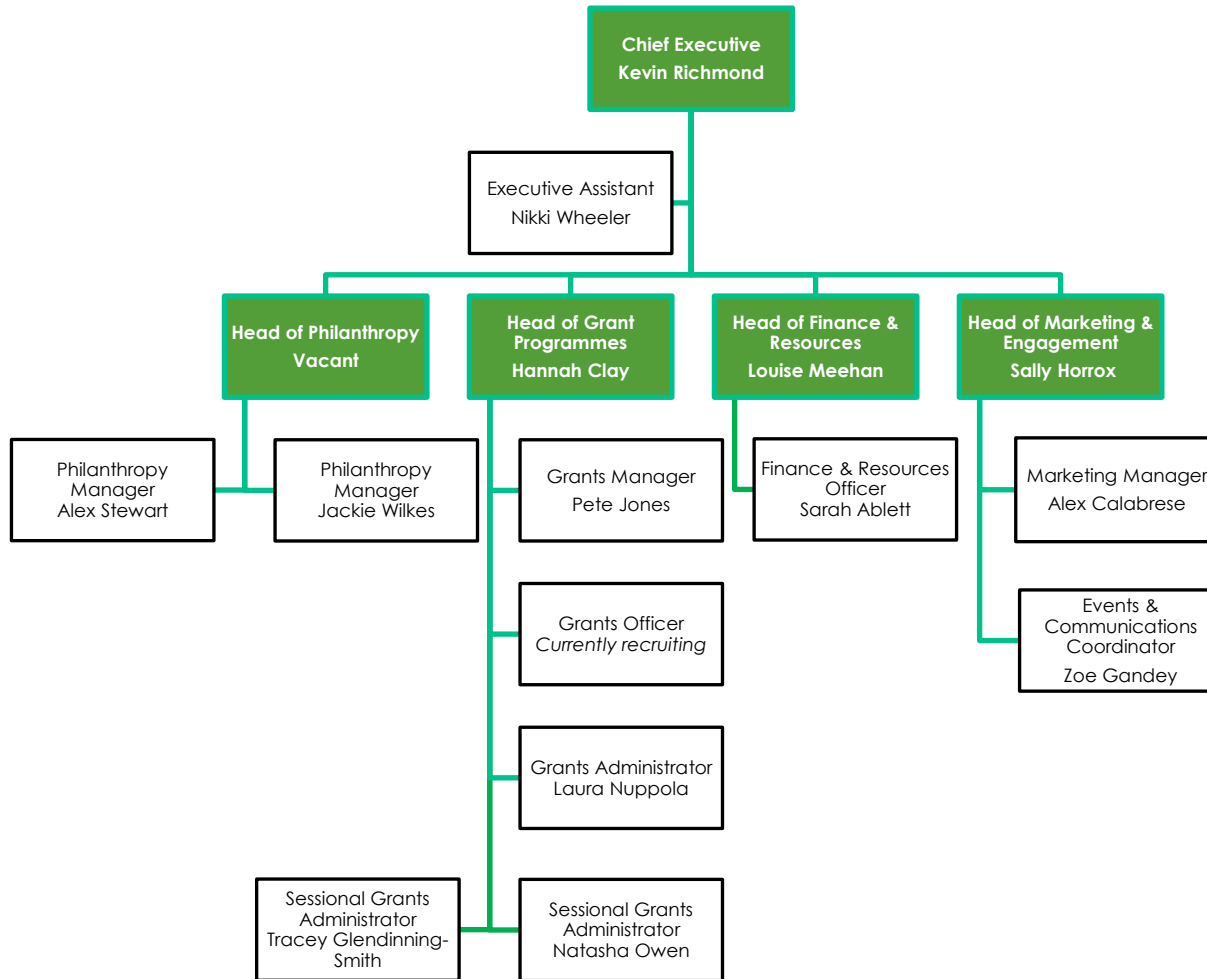 Chief Executive
Kevin Richmond
Executive Assistant
Nikki Wheeler
Head of Philanthropy
Vacant
Head of Grant
Programmes
Hannah Clay
Head of Finance &
Resources
Louise Meehan
Head of Marketing &
Engagement
Sally Horrox
Philanthropy
Manager
Alex Stewart
Philanthropy
Manager
Jackie Wilkes
Grants Manager
Pete Jones
Finance & Resources
Officer
Sarah Ablett
Marketing Manager
Alex Calabrese
Grants Officer
Currently recruiting
Events &
Communications
Coordinator
Zoe Gandey
Grants Administrator
Laura Nuppola
Sessional Grants
Administrator
Tracey Glendinning-
Smith
Sessional Grants
Administrator
Natasha Owen